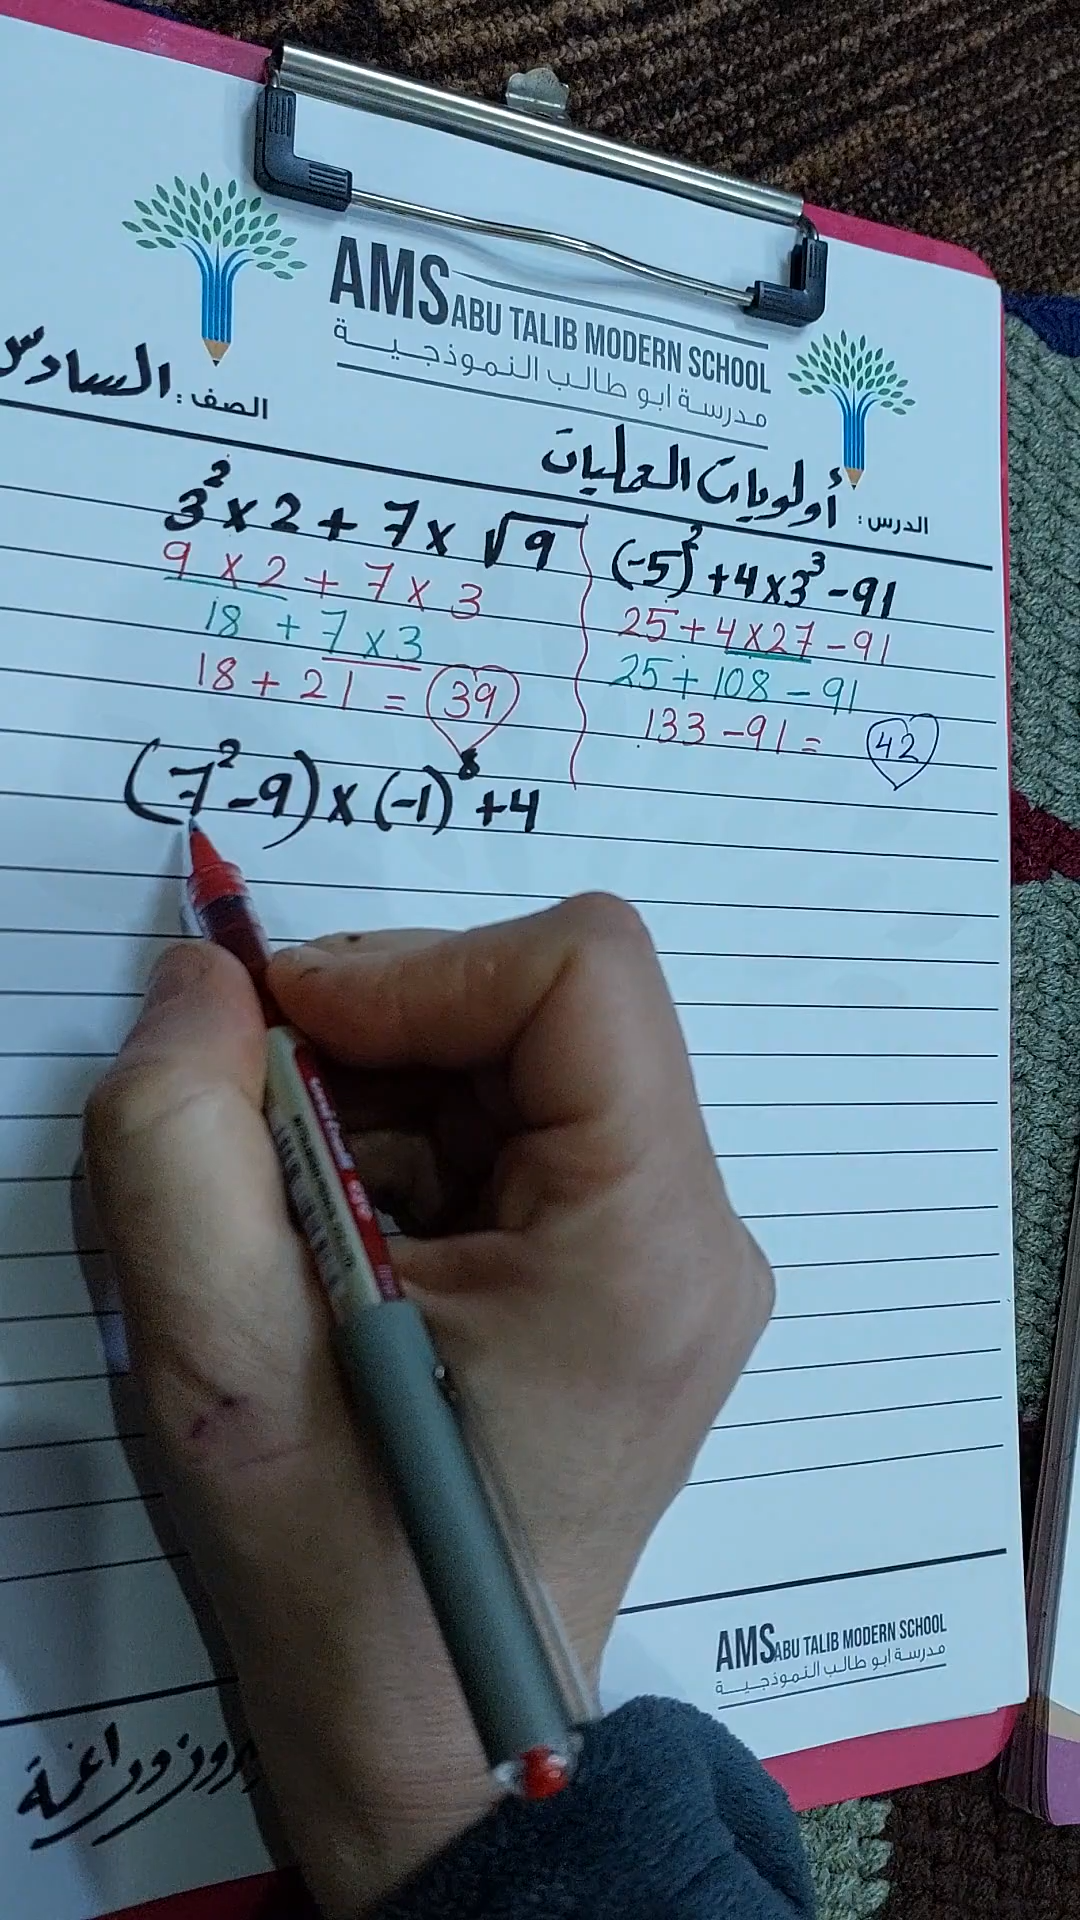 AMS ABU TALIB MODERN SCHOOL
مدرسة ابو طالب النموذجية
الصف: السادس
الدرس: أولويات العمليات
3² × 2 + 7 × √9
9 × 2 + 7 × 3
18 + 7 × 3
18 + 21 = 39
(-5)² + 4 × 3³ - 91
25 + 4 × 27 - 91
25 + 108 - 91
133 - 91 = 42
(7² - 9) × (-1)⁸ + 4
AMS ABU TALIB MODERN SCHOOL
مدرسة ابو طالب النموذجية